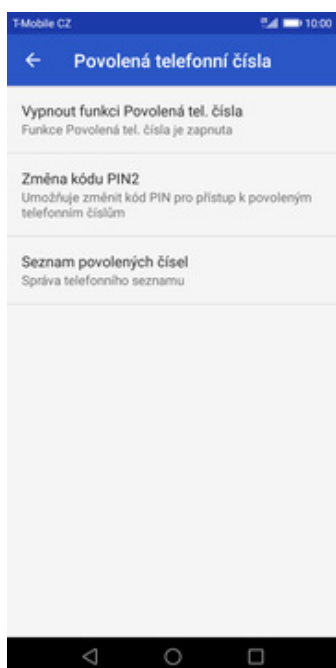 T-Mobile CZ 10:00
Povolená telefonní čísla
Vypnout funkci Povolená tel. čísla
Funkce Povolená tel. čísla je zapnuta
Změna kódu PIN2
Umožňuje změnit kód PIN pro přístup k povoleným
telefonním číslům
Seznam povolených čísel
Správa telefonního seznamu